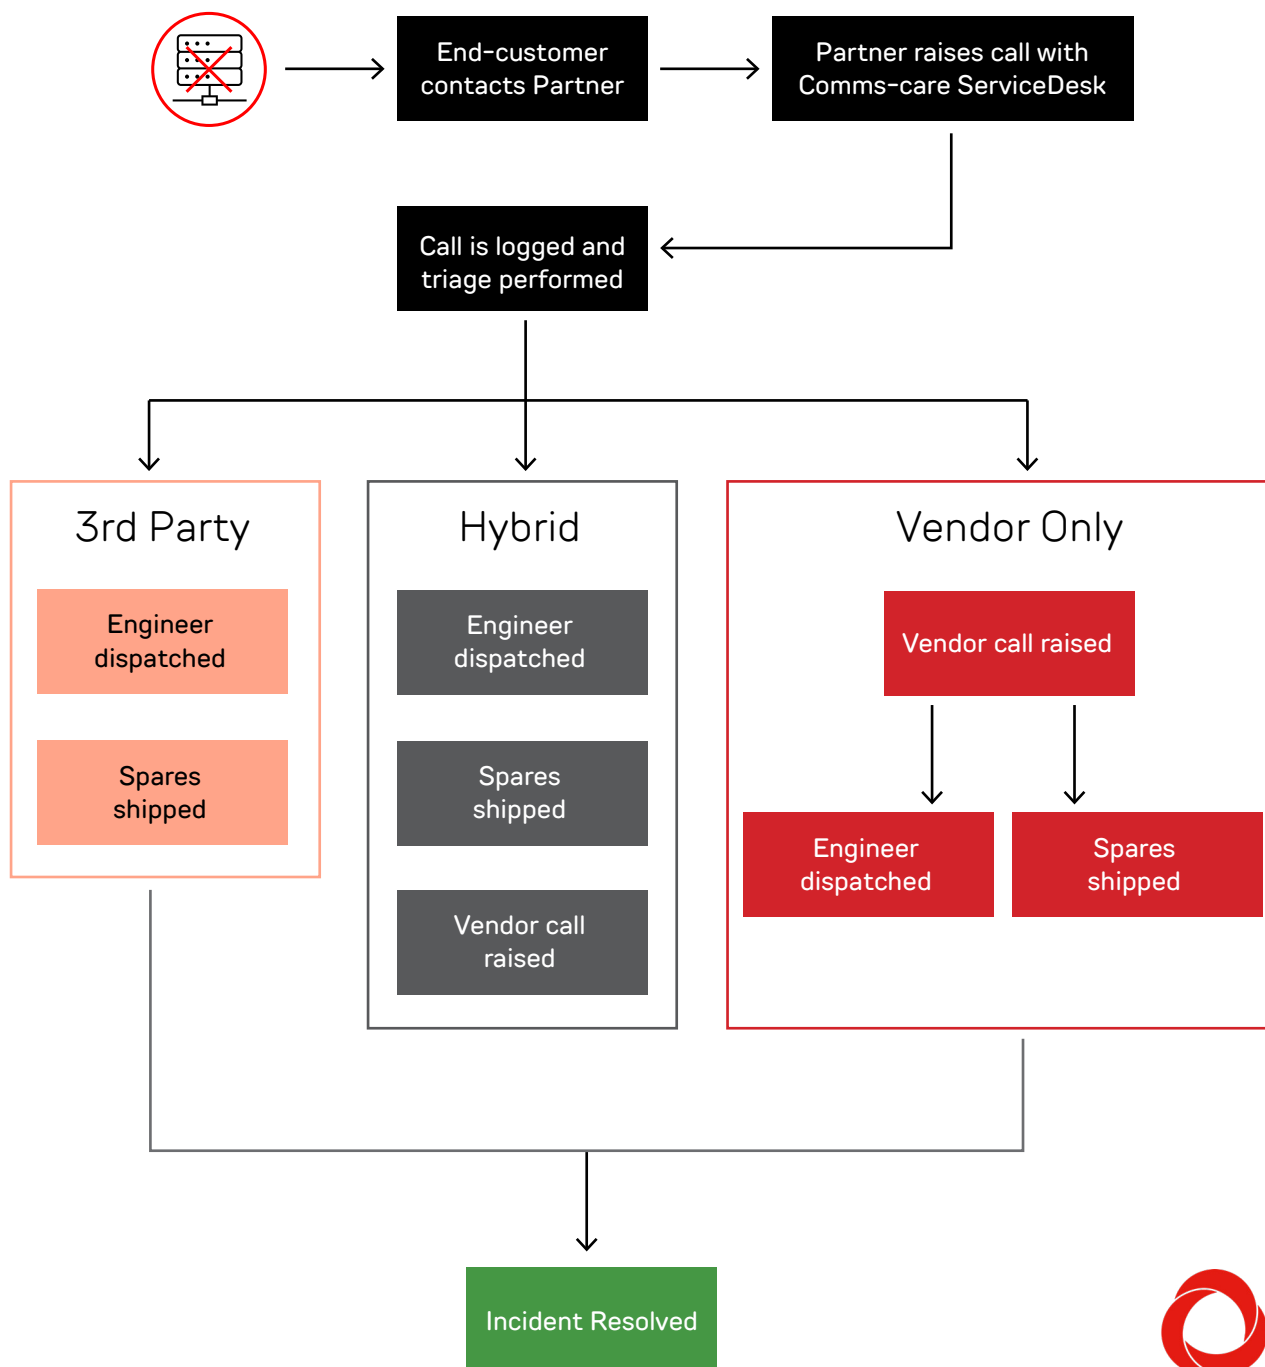 End-customer
contacts Partner
Partner raises call with
Comms-care ServiceDesk
Call is logged and
triage performed
3rd Party
Engineer
dispatched
Spares
shipped
Hybrid
Engineer
dispatched
Spares
shipped
Vendor call
raised
Vendor Only
Vendor call raised
Engineer
dispatched
Spares
shipped
Incident Resolved